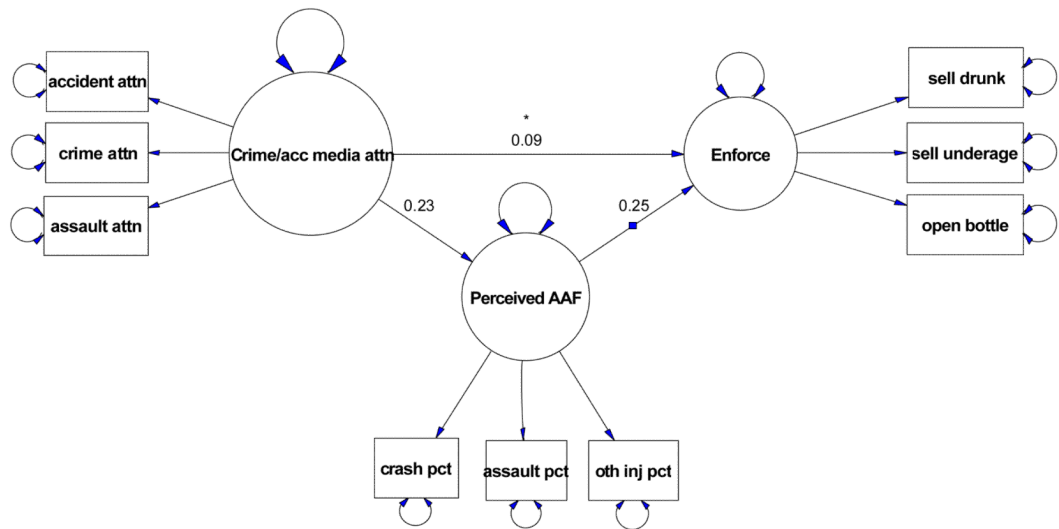 accident attn
crime attn
assault attn
Crime/acc media attn
*
0.09
Enforce
sell drunk
sell underage
open bottle
0.23
0.25
Perceived AAF
crash pct
assault pct
oth inj pct